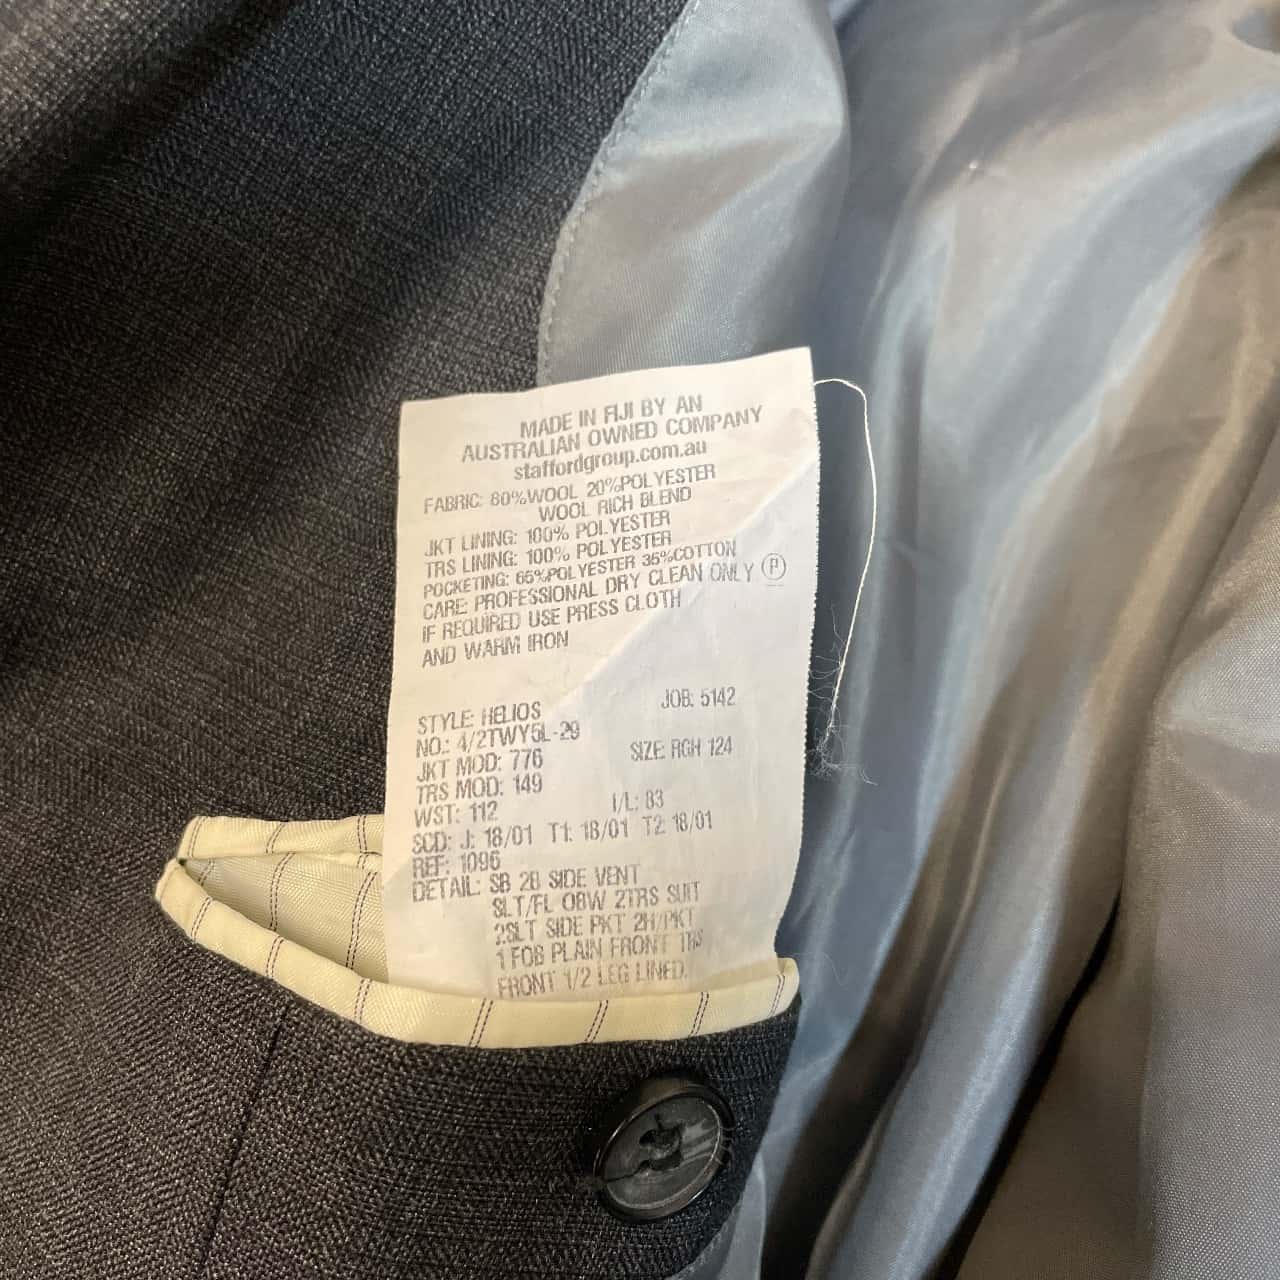 MADE IN FIJI BY AN
AUSTRALIAN OWNED COMPANY
staffordgroup.com.au
FABRIC: 80%WOOL 20%POLYESTER
WOOL RICH BLEND
JKT LINING: 100% POLYESTER
TRS LINING: 100% POLYESTER
POCKETING: 65%POLYESTER 35%COTTON
CARE: PROFESSIONAL DRY CLEAN ONLY P
IF REQUIRED USE PRESS CLOTH
AND WARM IRON
STYLE: HELIOS JOB: 5142
NO.: 4/2TWY5L-29
JKT MOD: 776 SIZE: RGH 124
TRS MOD: 149
WST: 112 I/L: 83
SCD: J: 18/01 T1: 18/01 T2: 18/01
REF: 1096
DETAIL: SB 2B SIDE VENT
SLT/FL OBW 2TRS SUIT
2SLT SIDE PKT 2H/PKT
1 FOB PLAIN FRONT TRS
FRONT 1/2 LEG LINED.